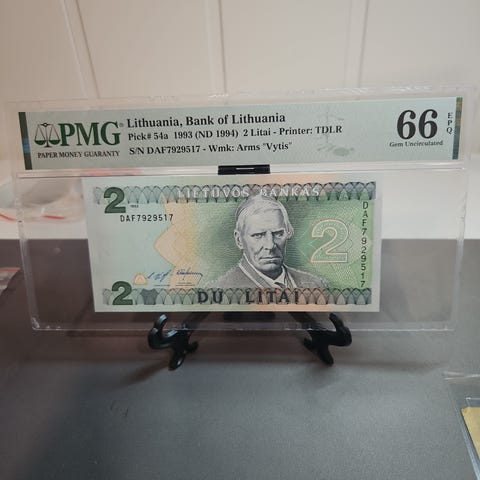 PMG
PAPER MONEY GUARANTY
Lithuania, Bank of Lithuania
Pick# 54a 1993 (ND 1994) 2 Litai - Printer: TDLR
S/N DAF7929517 - Wmk: Arms "Vytis"
66 EPQ
Gem Uncirculated
2 LIETUVOS BANKAS
1993
DAF7929517
2
DAF7929517
2 DU LITAI